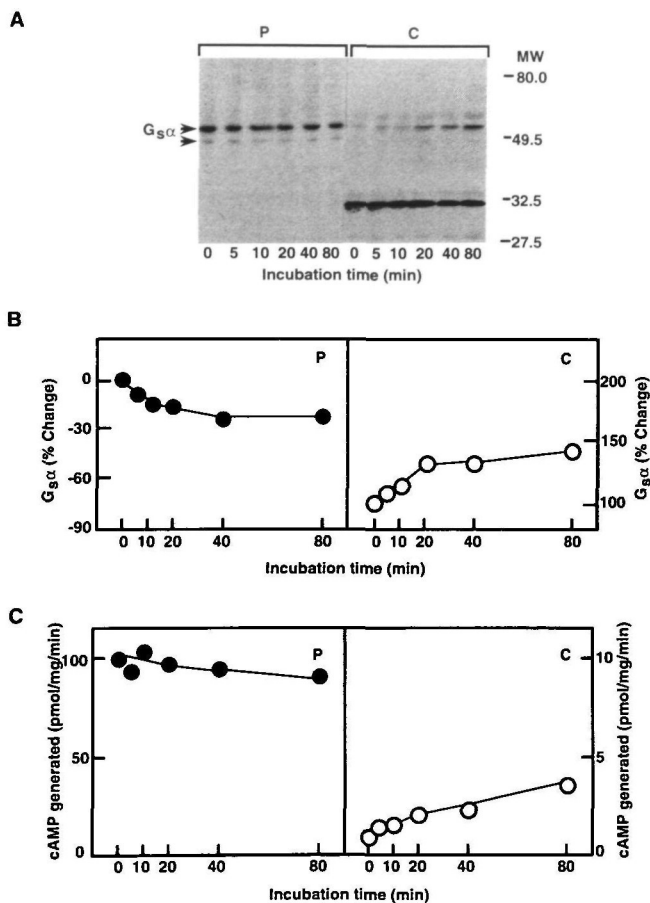 A
P C
MW
80.0
Gsα
49.5
32.5
27.5
0 5 10 20 40 80 0 5 10 20 40 80
Incubation time (min)
B
P C
Gsα (% Change)
0
-30
-60
-90
200
150
100
Gsα (% Change)
0 10 20 40 80 0 10 20 40 80
Incubation time (min)
C
P C
cAMP generated (pmol/mg/min)
100
50
0
10
5
0
cAMP generated (pmol/mg/min)
0 10 20 40 80 0 10 20 40 80
Incubation time (min)